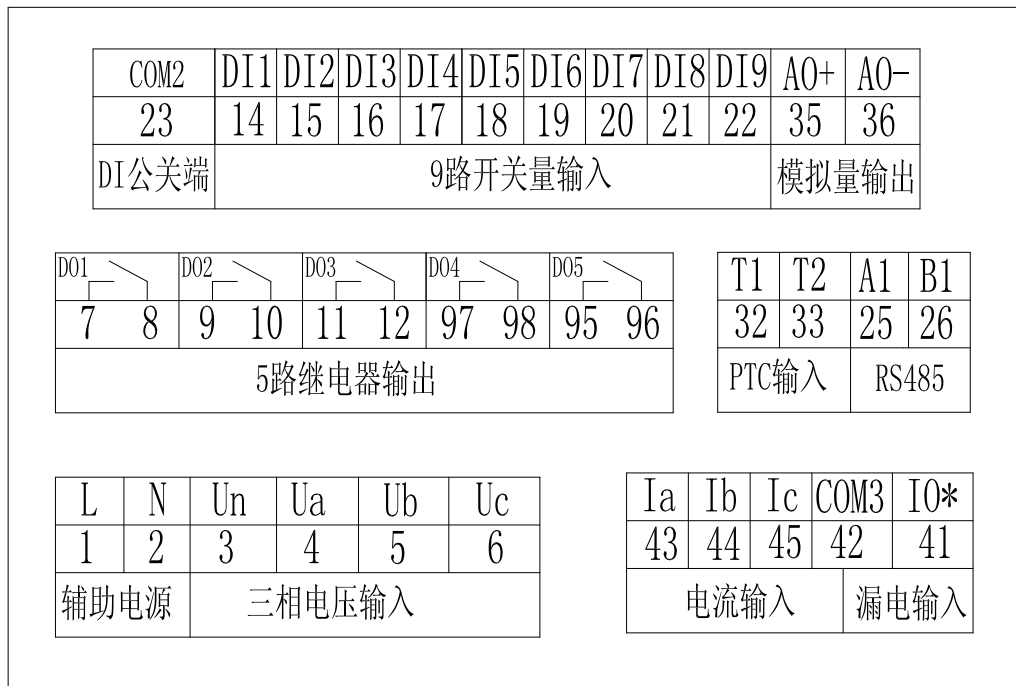 COM2 DI1 DI2 DI3 DI4 DI5 DI6 DI7 DI8 DI9 AO+ AO-
23 14 15 16 17 18 19 20 21 22 35 36
DI公关端 9路开关量输入 模拟量输出
DO1 DO2 DO3 DO4 DO5
7 8 9 10 11 12 97 98 95 96
5路继电器输出
T1 T2 A1 B1
32 33 25 26
PTC输入 RS485
L N Un Ua Ub Uc
1 2 3 4 5 6
辅助电源 三相电压输入
Ia Ib Ic COM3 IO*
43 44 45 42 41
电流输入 漏电输入